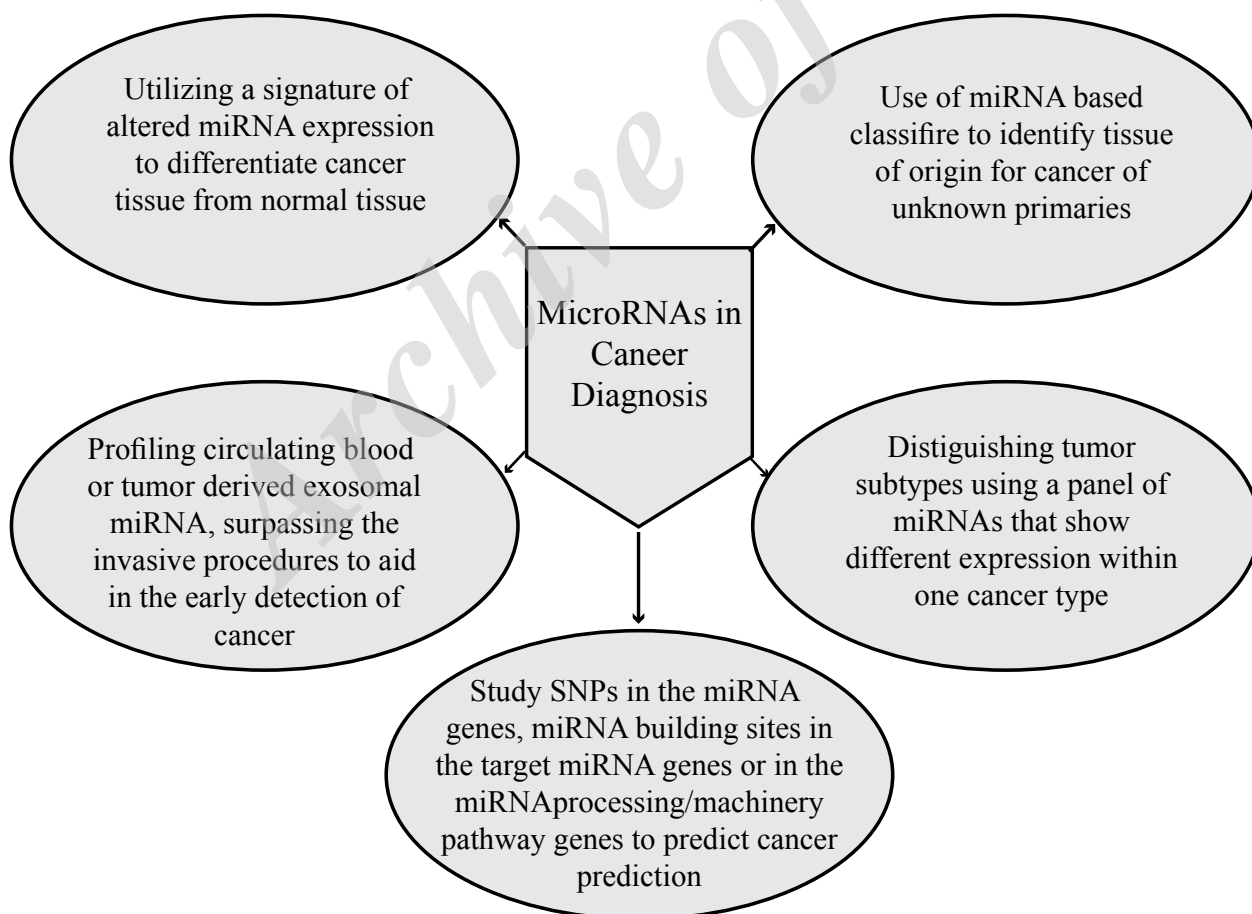 Archive of
Utilizing a signature of
altered miRNA expression
to differentiate cancer
tissue from normal tissue
Use of miRNA based
classifire to identify tissue
of origin for cancer of
unknown primaries
MicroRNAs in
Caneer
Diagnosis
Profiling circulating blood
or tumor derived exosomal
miRNA, surpassing the
invasive procedures to aid
in the early detection of
cancer
Distiguishing tumor
subtypes using a panel of
miRNAs that show
different expression within
one cancer type
Study SNPs in the miRNA
genes, miRNA building sites in
the target miRNA genes or in the
miRNAprocessing/machinery
pathway genes to predict cancer
prediction